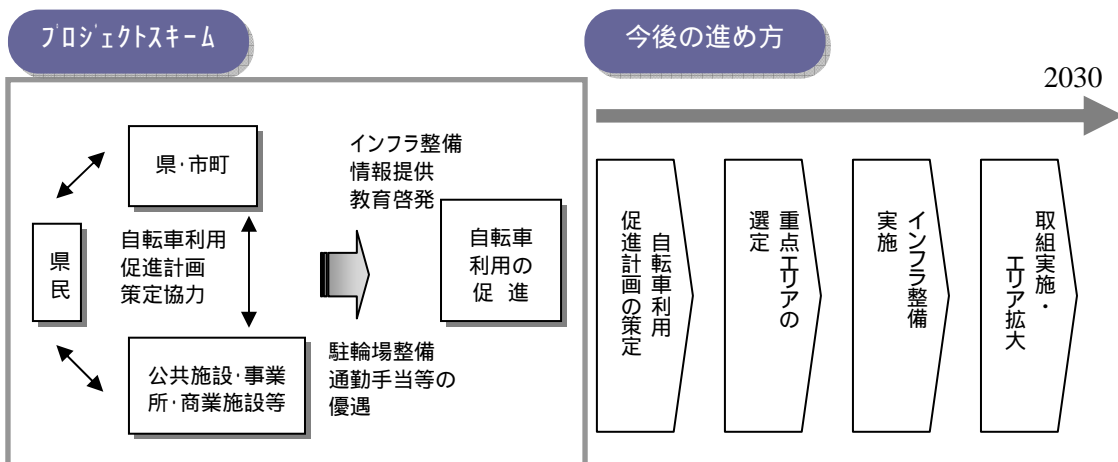 プロジェクトスキーム
今後の進め方
県・市町
県民
自転車利用
促進計画
策定協力
公共施設・事業
所・商業施設等
インフラ整備
情報提供
教育啓発
駐輪場整備
通勤手当等の
優遇
自転車
利用の
促 進
2030
自転車利用
促進計画の策定
重点エリアの
選定
インフラ整備
実施
取組実施・
エリア拡大